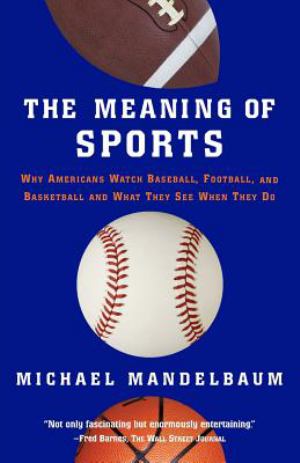 THE MEANING OF
SPORTS
WHY AMERICANS WATCH BASEBALL, FOOTBALL, AND
BASKETBALL AND WHAT THEY SEE WHEN THEY DO
MICHAEL MANDELBAUM
"Not only fascinating but enormously entertaining."
—Fred Barnes, THE WALL STREET JOURNAL